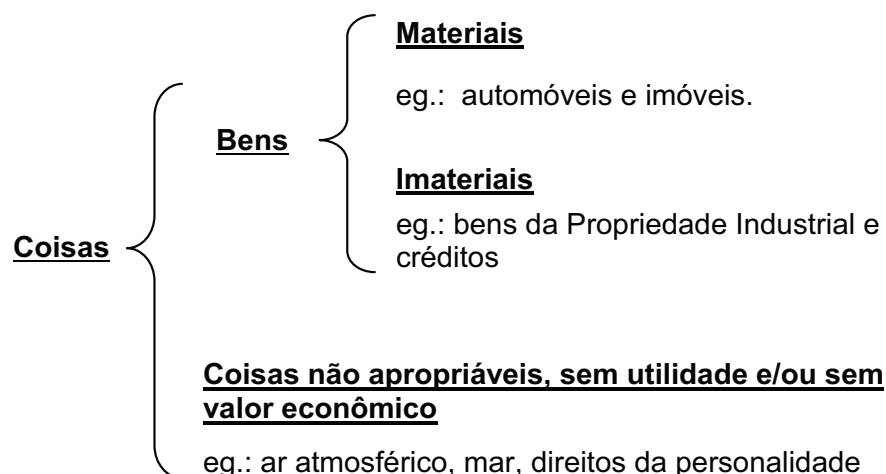 Materiais
eg.: automóveis e imóveis.
Bens
Imateriais
eg.: bens da Propriedade Industrial e
créditos
Coisas
Coisas não apropriáveis, sem utilidade e/ou sem
valor econômico
eg.: ar atmosférico, mar, direitos da personalidade